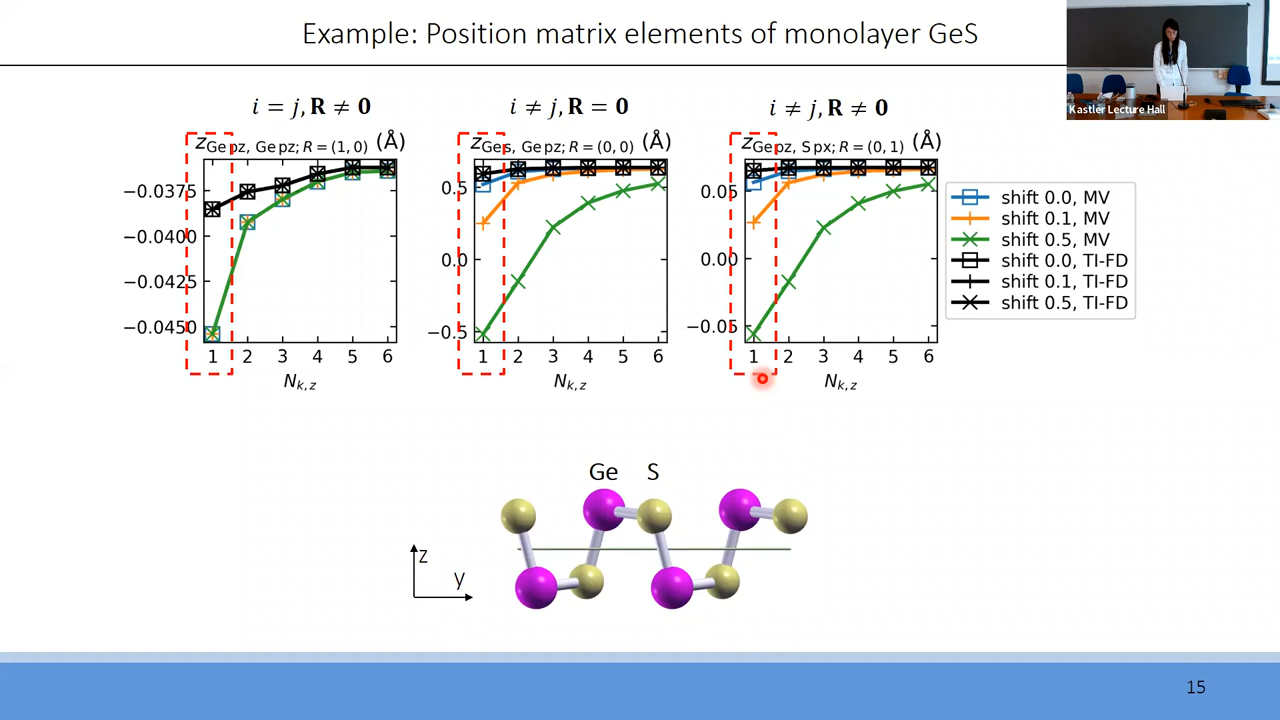 Example: Position matrix elements of monolayer GeS
Kastler Lecture Hall
i = j, R ≠ 0
i ≠ j, R = 0
i ≠ j, R ≠ 0
z Ge pz, Ge pz; R = (1, 0) (Å)
−0.0375
−0.0400
−0.0425
−0.0450
1 2 3 4 5 6
N k, z
z Ge s, Ge pz; R = (0, 0) (Å)
0.5
0.0
−0.5
1 2 3 4 5 6
N k, z
z Ge pz, S px; R = (0, 1) (Å)
0.05
0.00
−0.05
1 2 3 4 5 6
N k, z
shift 0.0, MV
shift 0.1, MV
shift 0.5, MV
shift 0.0, TI-FD
shift 0.1, TI-FD
shift 0.5, TI-FD
Ge S
z
y
15